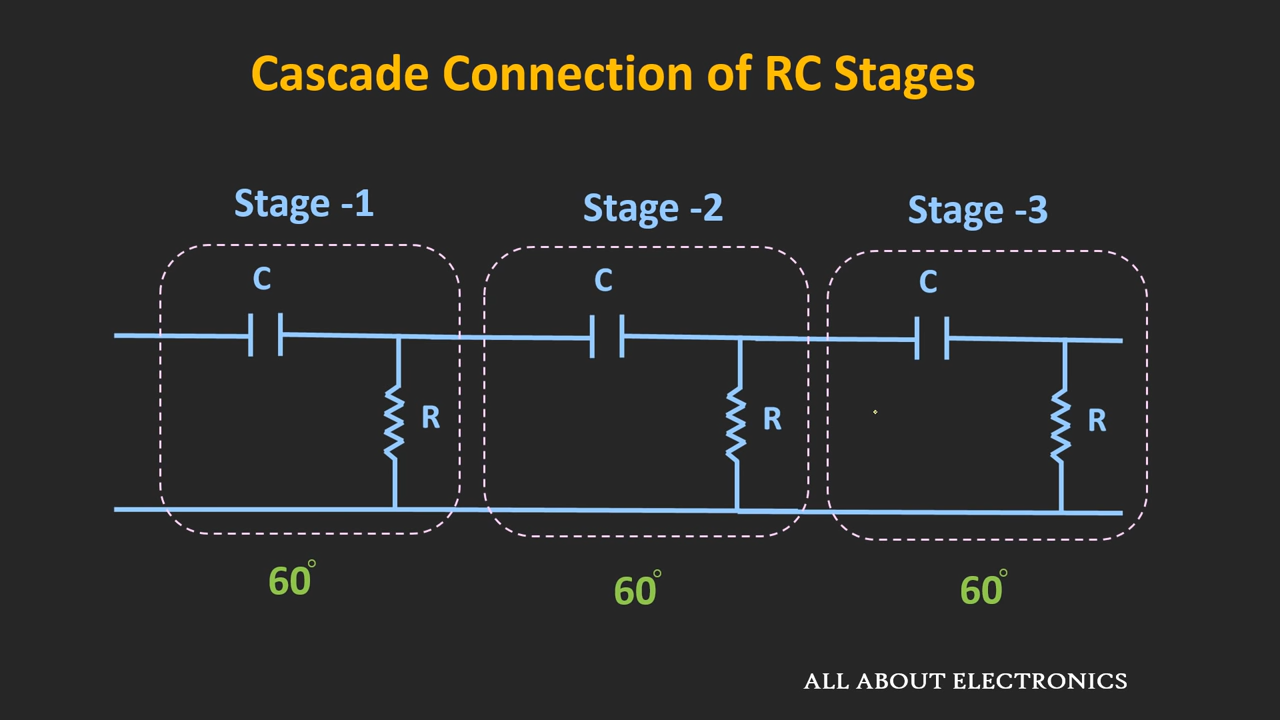 Cascade Connection of RC Stages
Stage -1
Stage -2
Stage -3
C
C
C
R
R
R
60°
60°
60°
ALL ABOUT ELECTRONICS